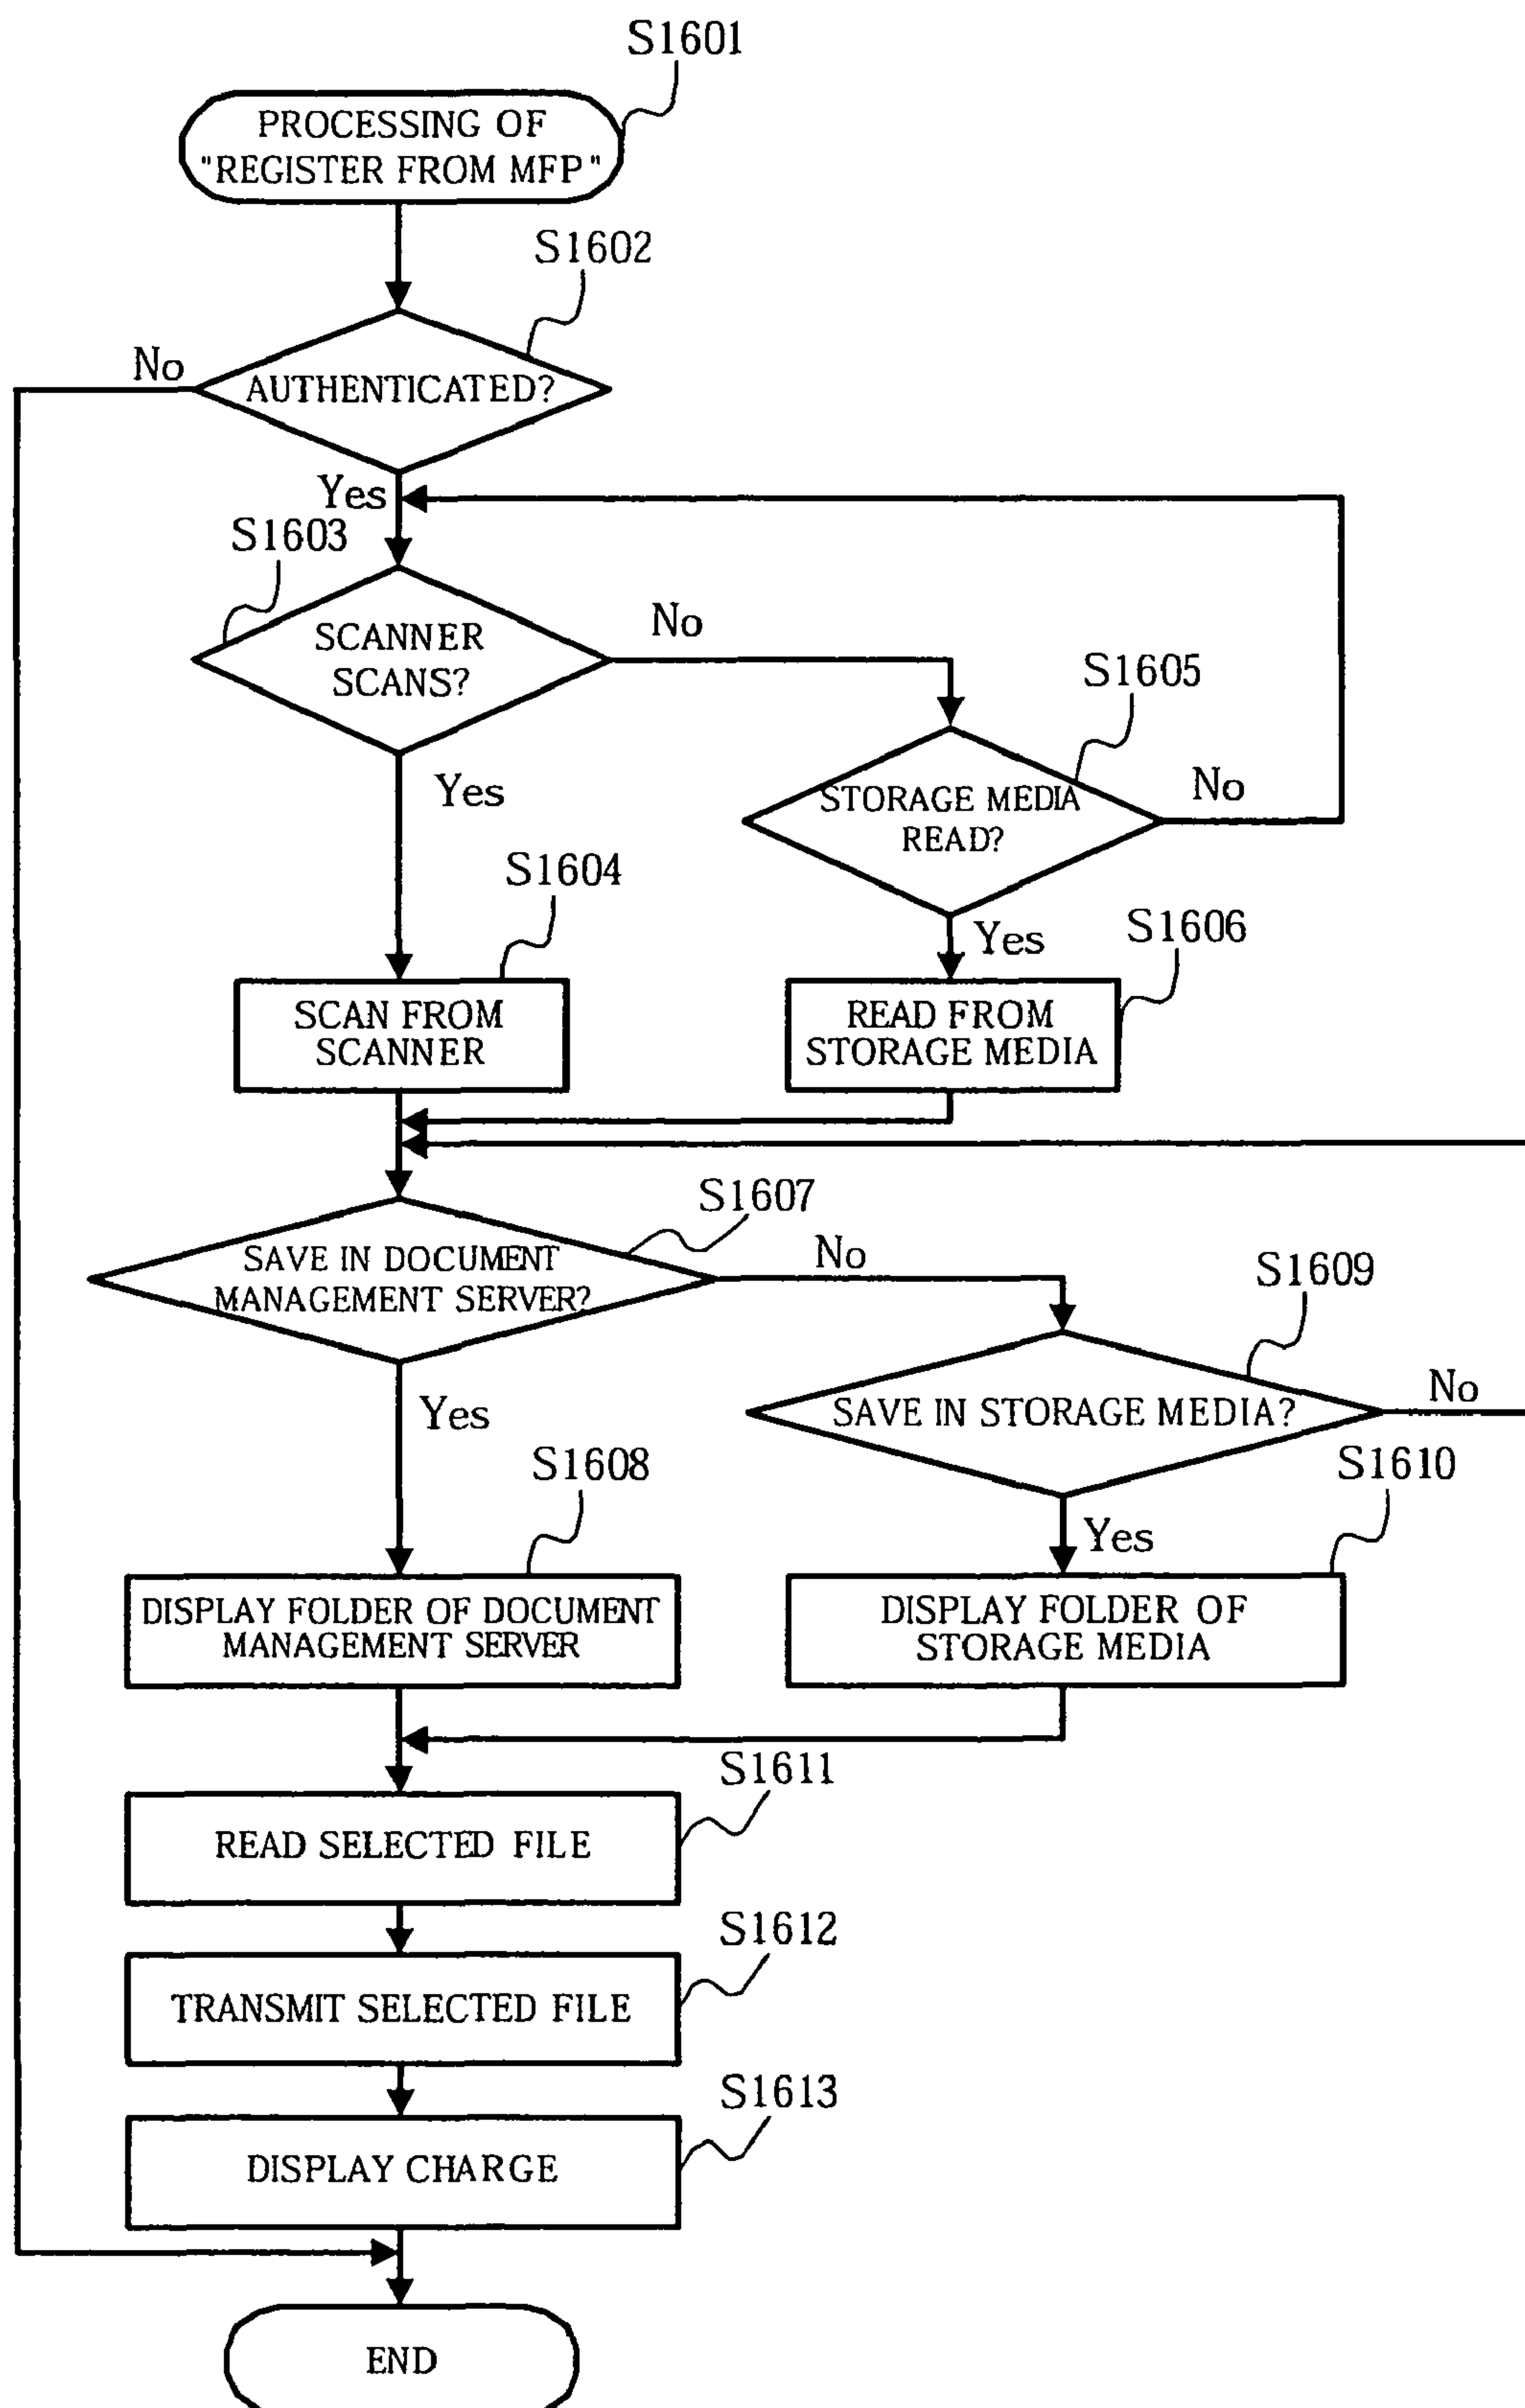 S1601
PROCESSING OF
"REGISTER FROM MFP"
S1602
No
AUTHENTICATED?
Yes
S1603
SCANNER
SCANS?
No
S1605
Yes
STORAGE MEDIA
READ?
No
S1604
Yes
S1606
SCAN FROM
SCANNER
READ FROM
STORAGE MEDIA
S1607
SAVE IN DOCUMENT
MANAGEMENT SERVER?
No
S1609
Yes
SAVE IN STORAGE MEDIA?
No
S1608
Yes
S1610
DISPLAY FOLDER OF DOCUMENT
MANAGEMENT SERVER
DISPLAY FOLDER OF
STORAGE MEDIA
S1611
READ SELECTED FILE
S1612
TRANSMIT SELECTED FILE
S1613
DISPLAY CHARGE
END